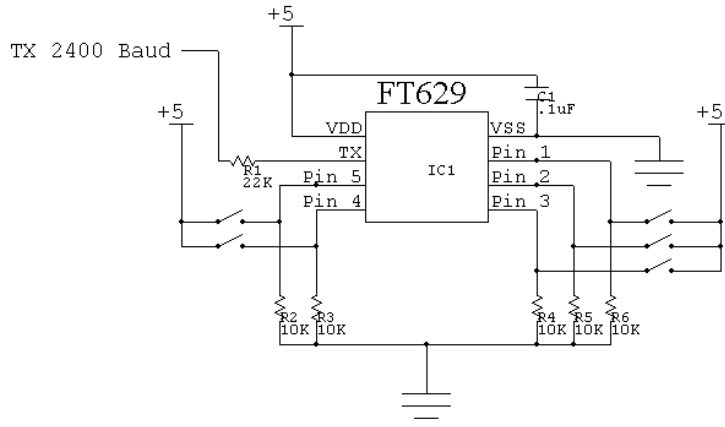 +5
TX 2400 Baud
FT629
C1
.1uF
+5
+5
VDD
VSS
TX
Pin 1
IC1
R1
22K
Pin 5
Pin 2
Pin 4
Pin 3
R2
10K
R3
10K
R4
10K
R5
10K
R6
10K